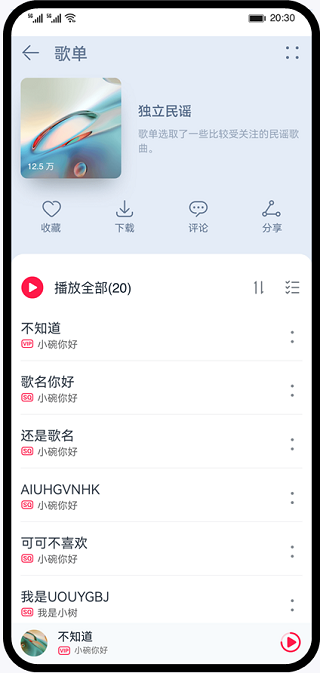 5G 5G 20:30
歌单
独立民谣
歌单选取了一些比较受关注的民谣歌
曲。
12.5 万
收藏 下载 评论 分享
播放全部(20)
不知道
VIP 小碗你好
歌名你好
SQ 小碗你好
还是歌名
SQ 小碗你好
AIUHGVNHK
SQ 小碗你好
可可不喜欢
SQ 小碗你好
我是UOUYGBJ
SQ 我是小树
不知道
VIP 小碗你好